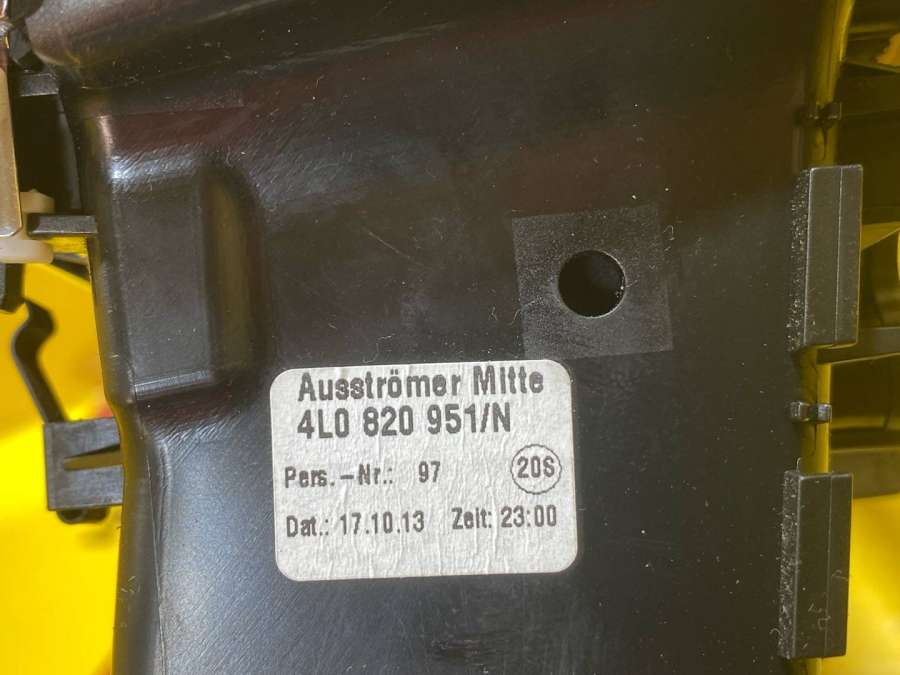 Ausströmer Mitte
4L0 820 951/N
Pers.-Nr.: 97 20S
Dat.: 17.10.13 Zeit: 23:00